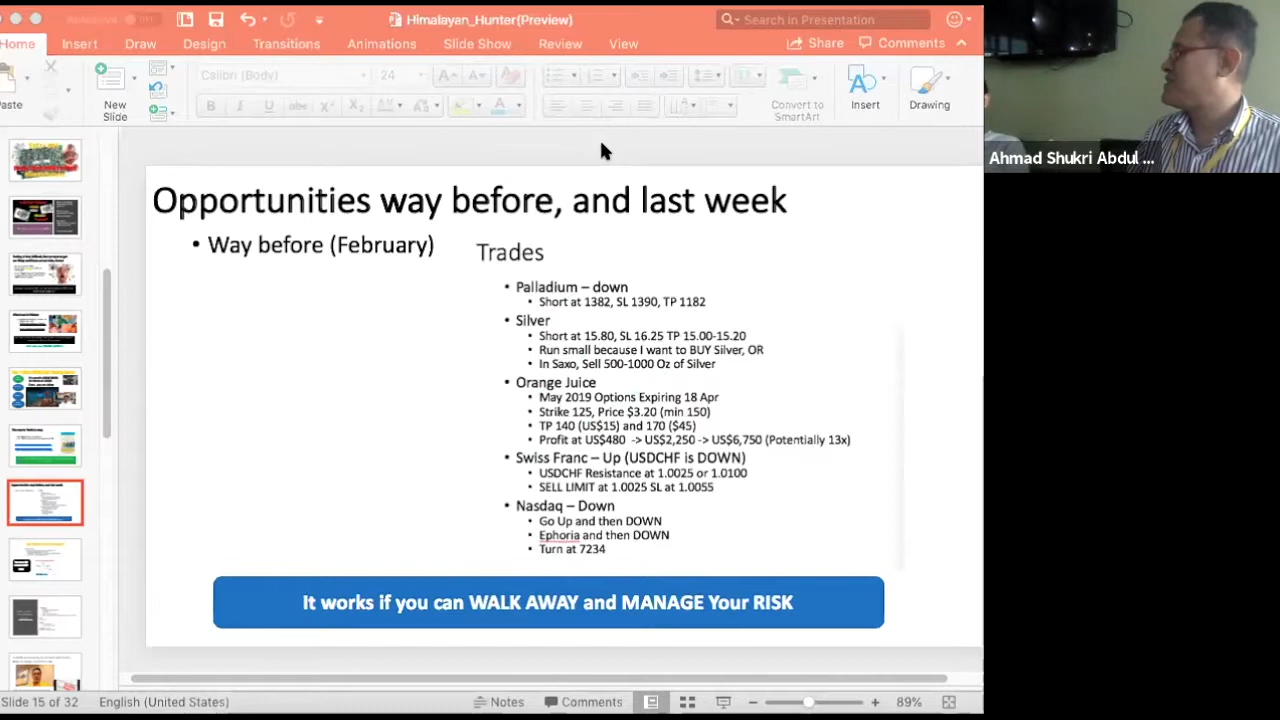 Himalayan_Hunter(Preview)
Search in Presentation
Home Insert Draw Design Transitions Animations Slide Show Review View
Share Comments
Calibri (Body) 24
New
Slide
Convert to
SmartArt
Insert
Drawing
Ahmad Shukri Abdul ...
Opportunities way before, and last week
• Way before (February)
Trades
• Palladium – down
• Short at 1382, SL 1390, TP 1182
• Silver
• Short at 15.80, SL 16.25 TP 15.00-15.20
• Run small because I want to BUY Silver, OR
• In Saxo, Sell 500-1000 Oz of Silver
• Orange Juice
• May 2019 Options Expiring 18 Apr
• Strike 125, Price $3.20 (min 150)
• TP 140 (US$15) and 170 ($45)
• Profit at US$480 -> US$2,250 -> US$6,750 (Potentially 13x)
• Swiss Franc – Up (USDCHF is DOWN)
• USDCHF Resistance at 1.0025 or 1.0100
• SELL LIMIT at 1.0025 SL at 1.0055
• Nasdaq – Down
• Go Up and then DOWN
• Ephoria and then DOWN
• Turn at 7234
It works if you can WALK AWAY and MANAGE Your RISK
Slide 15 of 32 English (United States) Notes Comments 89%